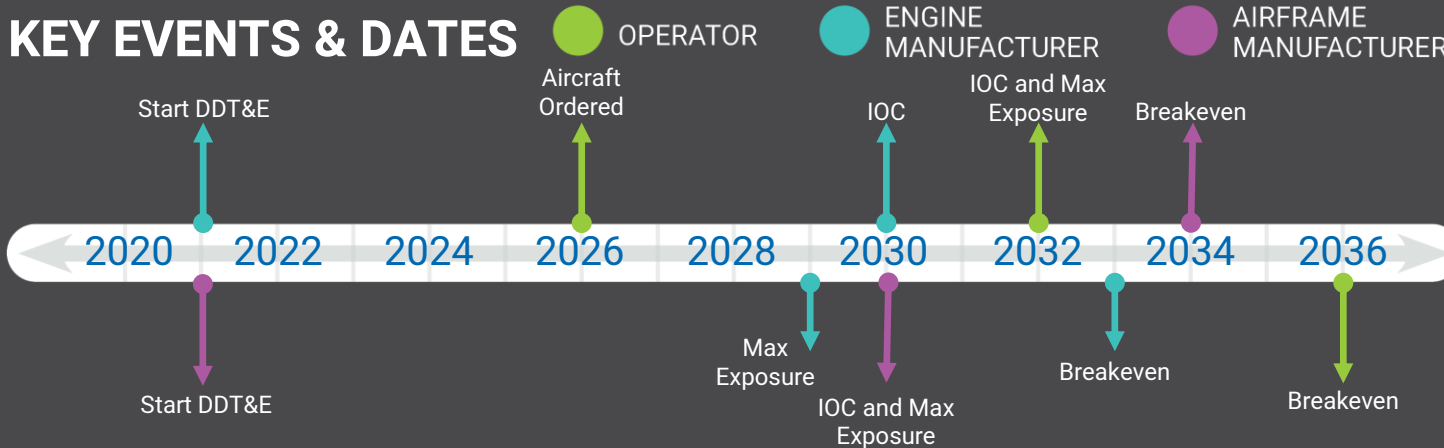 KEY EVENTS & DATES
OPERATOR
ENGINE
MANUFACTURER
AIRFRAME
MANUFACTURER
Start DDT&E
Aircraft
Ordered
IOC
IOC and Max
Exposure
Breakeven
2020 2022 2024 2026 2028 2030 2032 2034 2036
Start DDT&E
Max
Exposure
IOC and Max
Exposure
Breakeven
Breakeven